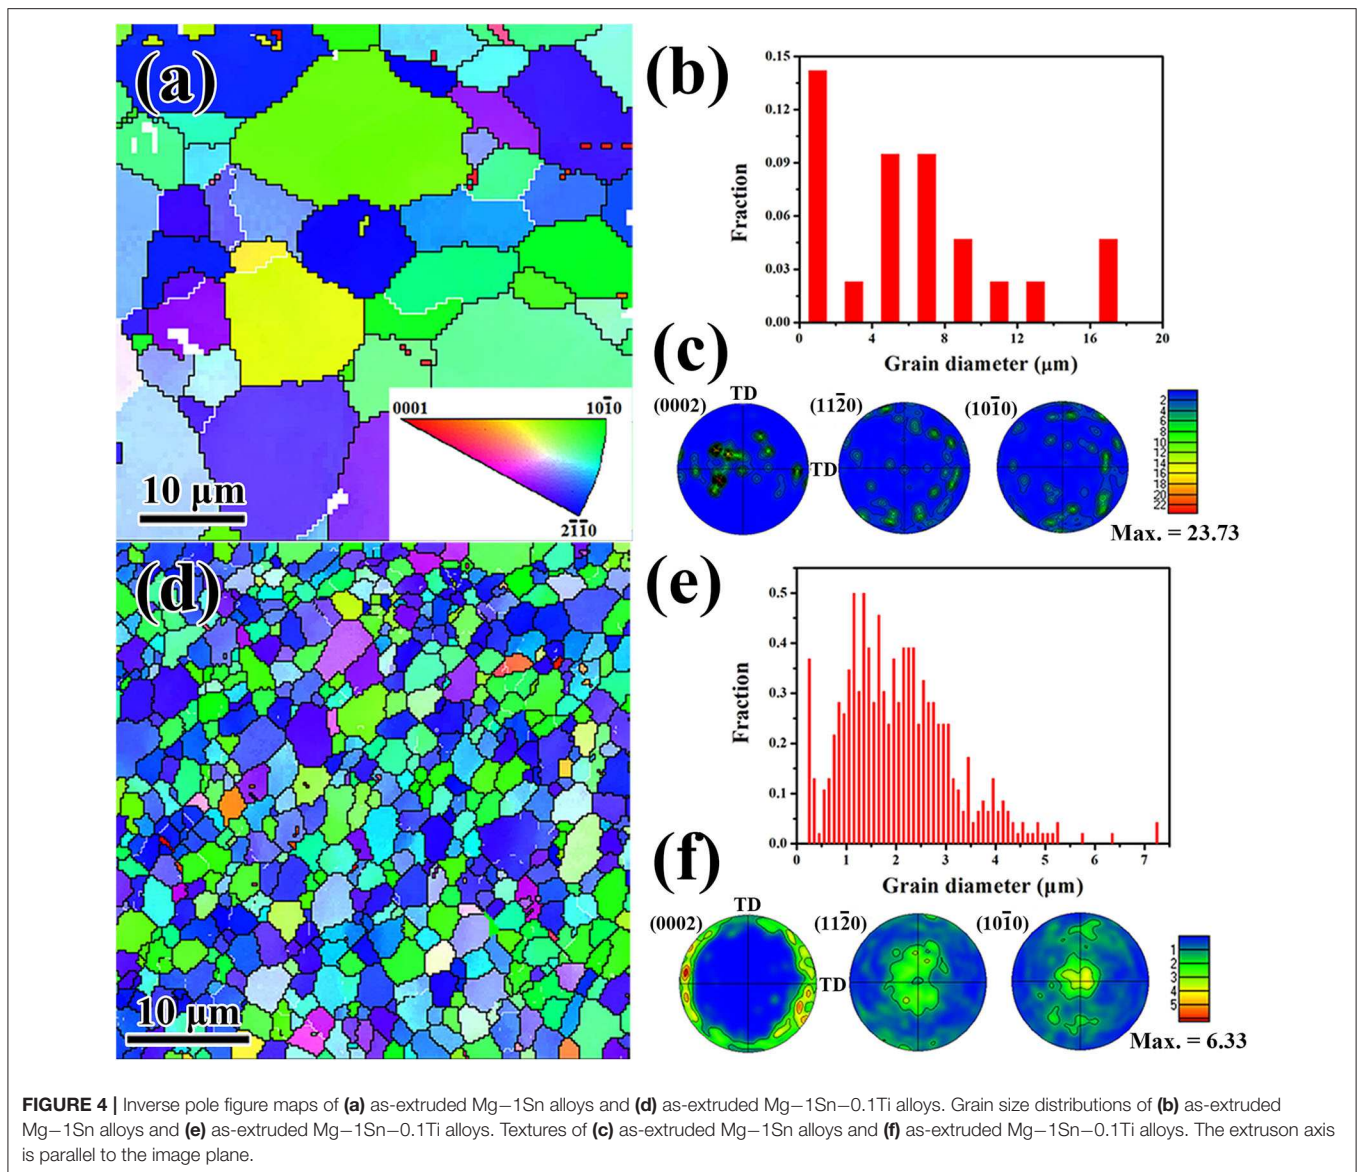 (a)
0001
101̄0
21̄1̄0
10 μm
(b)
0.15
0.12
0.09
0.06
0.03
0.00
Fraction
0 4 8 12 16 20
Grain diameter (μm)
(c)
(0002)
TD
(112̄0)
(101̄0)
TD
2
4
6
8
10
12
14
16
18
20
22
Max. = 23.73
(d)
10 μm
(e)
0.5
0.4
0.3
0.2
0.1
0.0
Fraction
0 1 2 3 4 5 6 7
Grain diameter (μm)
(f)
(0002)
TD
(112̄0)
(101̄0)
TD
1
2
3
4
5
Max. = 6.33
FIGURE 4 | Inverse pole figure maps of (a) as-extruded Mg–1Sn alloys and (d) as-extruded Mg–1Sn–0.1Ti alloys. Grain size distributions of (b) as-extruded
Mg–1Sn alloys and (e) as-extruded Mg–1Sn–0.1Ti alloys. Textures of (c) as-extruded Mg–1Sn alloys and (f) as-extruded Mg–1Sn–0.1Ti alloys. The extruson axis
is parallel to the image plane.